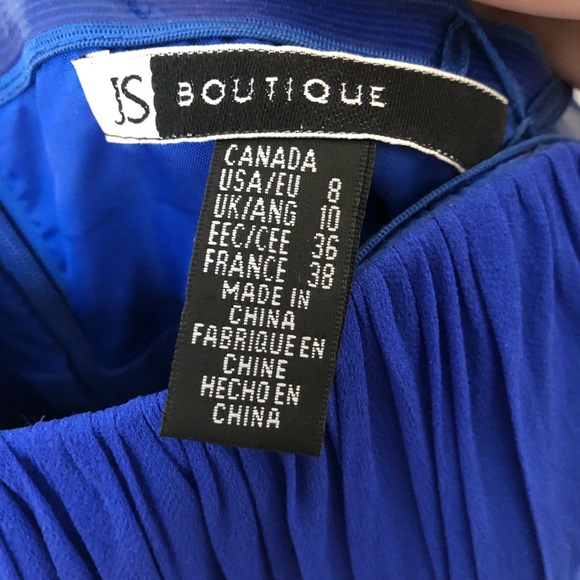 JS BOUTIQUE
CANADA
USA/EU 8
UK/ANG 10
EEC/CEE 36
FRANCE 38
MADE IN
CHINA
FABRIQUE EN
CHINE
HECHO EN
CHINA